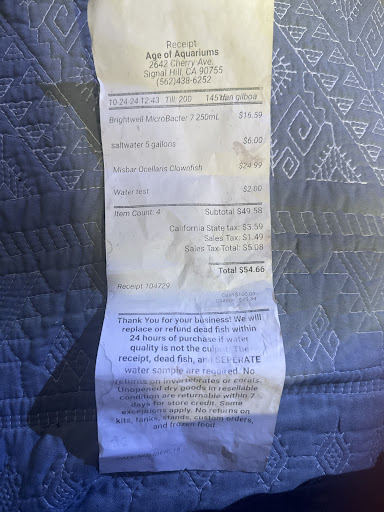 Receipt
Age of Aquariums
2642 Cherry Ave,
Signal Hill, CA 90755
(562)438-6252
10-24-24 12:43 Till: 200 gilboa
Brightwell MicroBacter 7 250mL $16.59
saltwater 5 gallons $6.00
Misbar Ocellaris Clownfish $24.99
Water test $2.00
Item Count: 4 Subtotal $49.58
California State tax: $3.59
Sales Tax: $1.49
Sales Tax Total: $5.08
Total $54.66
Receipt 104729
Thank You for your business! We will
replace or refund dead fish within
24 hours of purchase if water
quality is not the culprit. The
receipt, dead fish, and SEPERATE
water sample are required. No
returns on invertebrates or corals.
Unopened dry goods in resellable
condition are returnable within 7
days for store credit. Some
exclusions apply. No returns on
kits, tanks, stands, custom orders,
and frozen food.